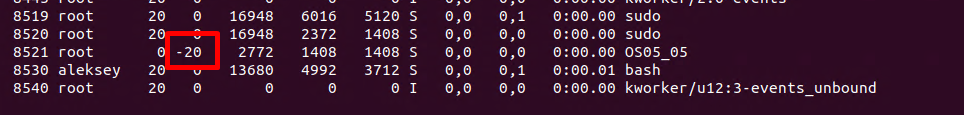 8519 root 20 0 16948 6016 5120 S 0,0 0,1 0:00.00 sudo
8520 root 20 0 16948 2372 1408 S 0,0 0,0 0:00.00 sudo
8521 root 0 -20 2772 1408 1408 S 0,0 0,0 0:00.00 OS05_05
8530 aleksey 20 0 13680 4992 3712 S 0,0 0,1 0:00.01 bash
8540 root 20 0 0 0 0 I 0,0 0,0 0:00.00 kworker/u12:3-events_unbound